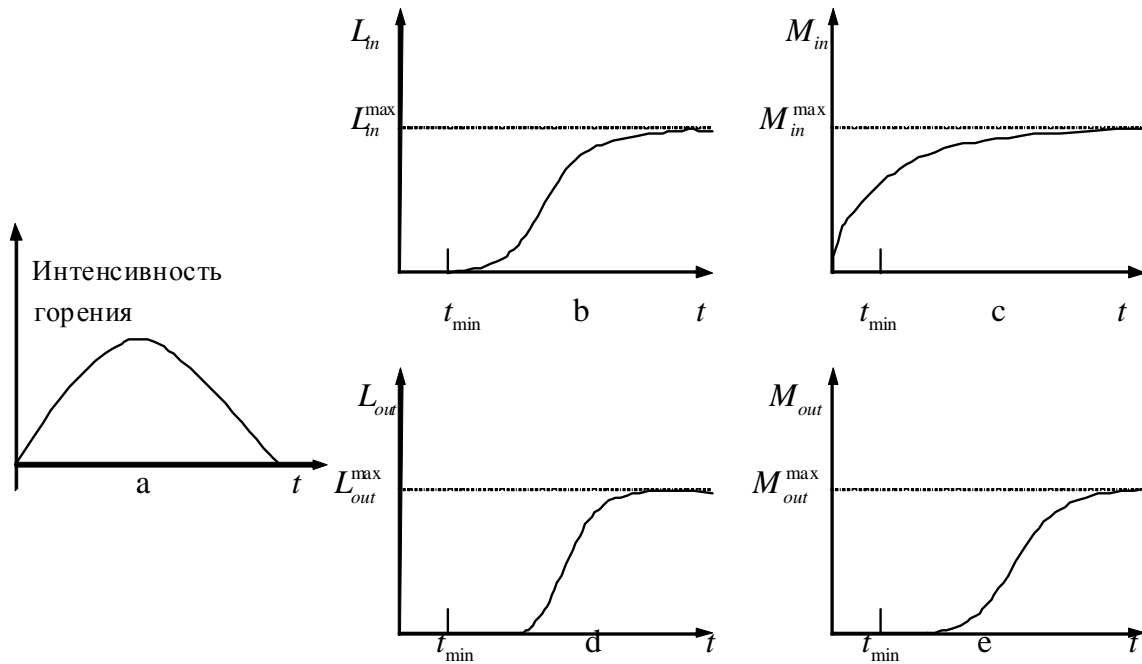 Интенсивность
горения
a
t
L_in
L_in^max
t_min
b
t
M_in
M_in^max
t_min
c
t
L_out
L_out^max
t_min
d
t
M_out
M_out^max
t_min
e
t